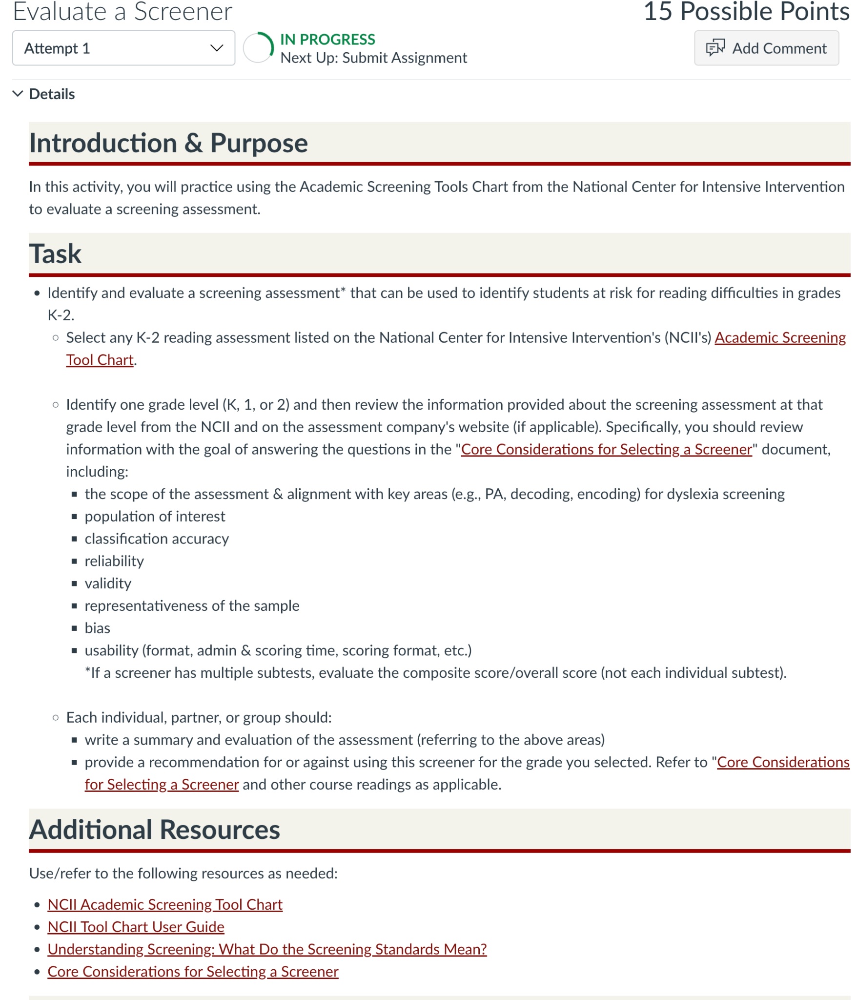 Evaluate a Screener
15 Possible Points
Attempt 1
IN PROGRESS
Next Up: Submit Assignment
Add Comment
Details
Introduction & Purpose
In this activity, you will practice using the Academic Screening Tools Chart from the National Center for Intensive Intervention
to evaluate a screening assessment.
Task
• Identify and evaluate a screening assessment* that can be used to identify students at risk for reading difficulties in grades
K-2.
◦ Select any K-2 reading assessment listed on the National Center for Intensive Intervention's (NCII's) Academic Screening
Tool Chart.
◦ Identify one grade level (K, 1, or 2) and then review the information provided about the screening assessment at that
grade level from the NCII and on the assessment company's website (if applicable). Specifically, you should review
information with the goal of answering the questions in the "Core Considerations for Selecting a Screener" document,
including:
▪ the scope of the assessment & alignment with key areas (e.g., PA, decoding, encoding) for dyslexia screening
▪ population of interest
▪ classification accuracy
▪ reliability
▪ validity
▪ representativeness of the sample
▪ bias
▪ usability (format, admin & scoring time, scoring format, etc.)
*If a screener has multiple subtests, evaluate the composite score/overall score (not each individual subtest).
◦ Each individual, partner, or group should:
▪ write a summary and evaluation of the assessment (referring to the above areas)
▪ provide a recommendation for or against using this screener for the grade you selected. Refer to "Core Considerations
for Selecting a Screener and other course readings as applicable.
Additional Resources
Use/refer to the following resources as needed:
• NCII Academic Screening Tool Chart
• NCII Tool Chart User Guide
• Understanding Screening: What Do the Screening Standards Mean?
• Core Considerations for Selecting a Screener